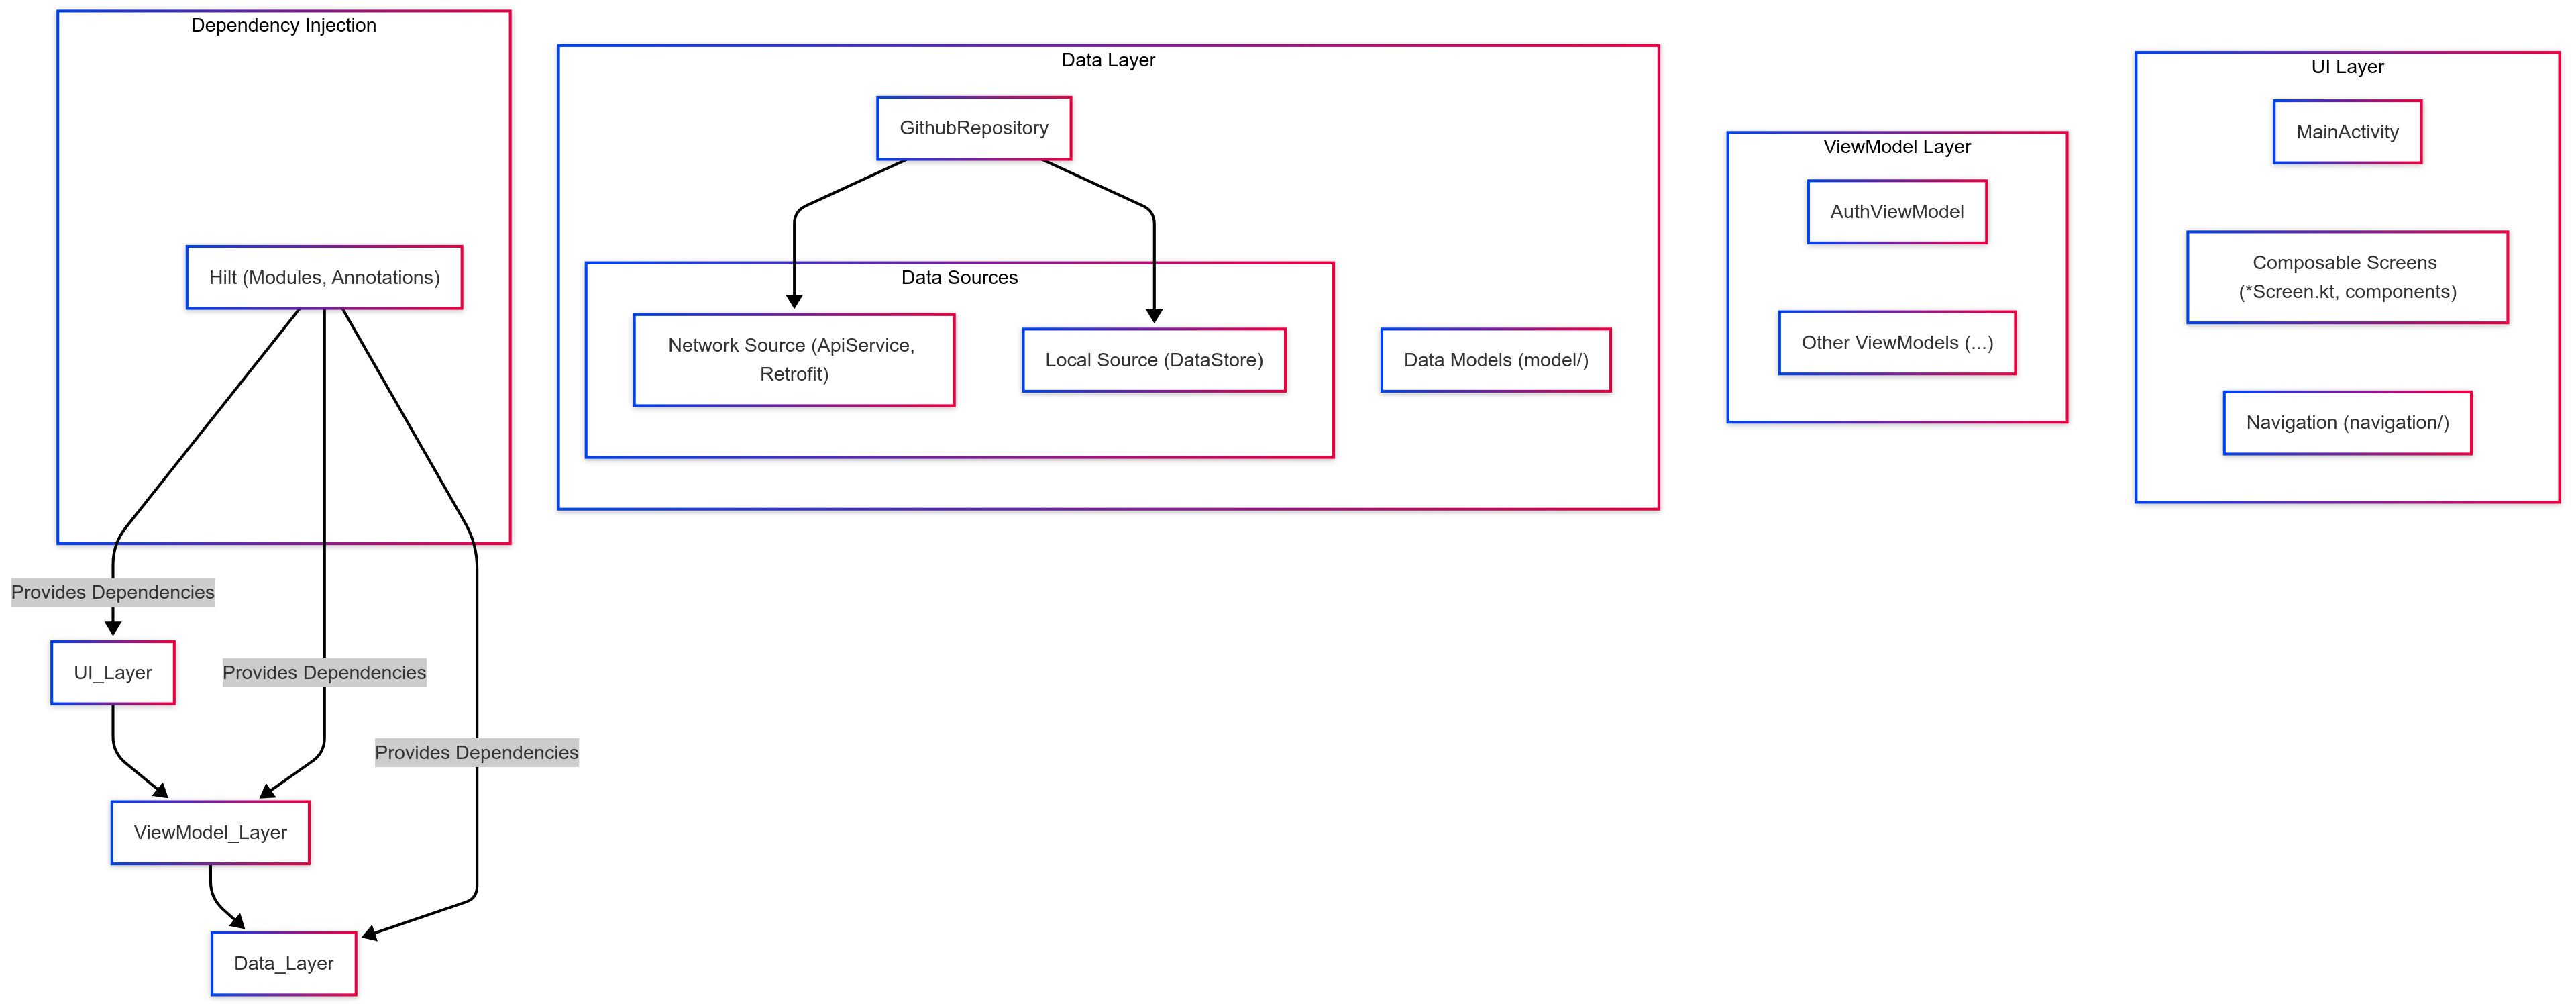 Dependency Injection
Hilt (Modules, Annotations)
Provides Dependencies
UI_Layer
Provides Dependencies
Provides Dependencies
ViewModel_Layer
Data_Layer
Data Layer
GithubRepository
Data Sources
Network Source (ApiService,
Retrofit)
Local Source (DataStore)
Data Models (model/)
ViewModel Layer
AuthViewModel
Other ViewModels (...)
UI Layer
MainActivity
Composable Screens
(*Screen.kt, components)
Navigation (navigation/)